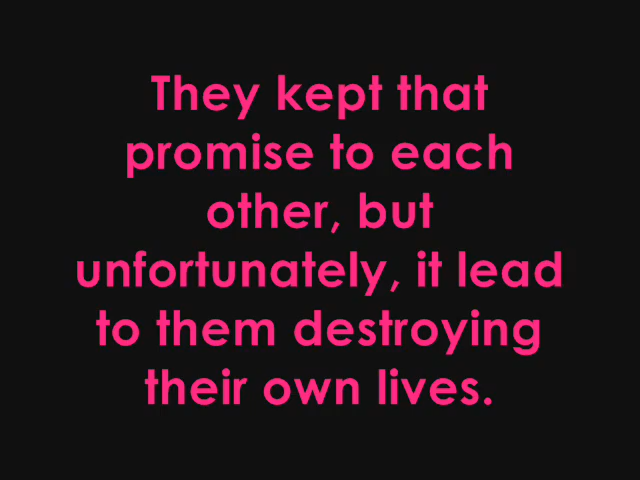 They kept that
promise to each
other, but
unfortunately, it lead
to them destroying
their own lives.